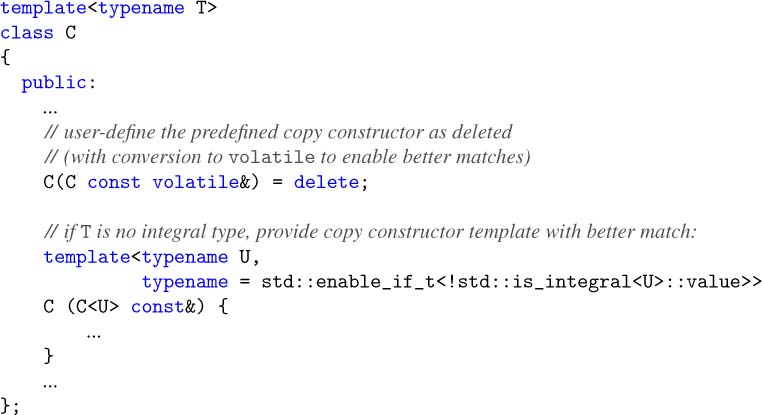 template<typename T>
class C
{
  public:
    ...
    // user-define the predefined copy constructor as deleted
    // (with conversion to volatile to enable better matches)
    C(C const volatile&) = delete;

    // if T is no integral type, provide copy constructor template with better match:
    template<typename U,
             typename = std::enable_if_t<!std::is_integral<U>::value>>
    C (C<U> const&) {
        ...
    }
    ...
};